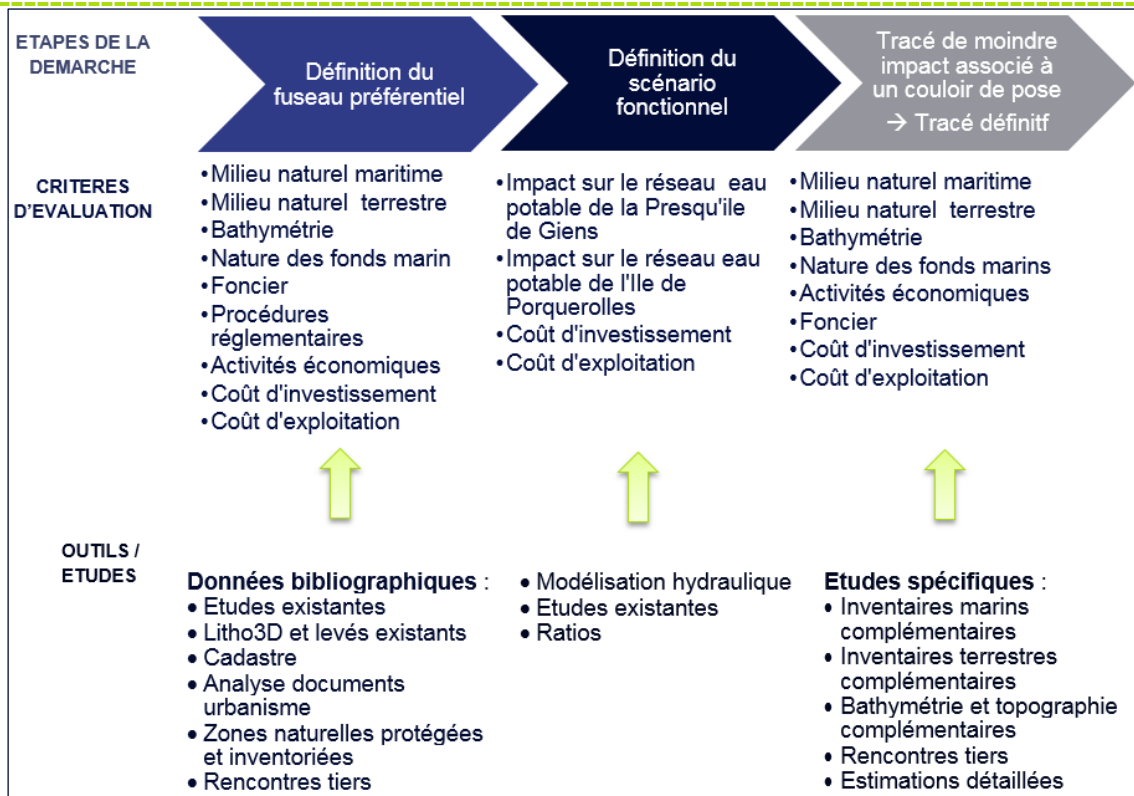 ETAPES DE LA
DEMARCHE
Définition du
fuseau préférentiel
Définition du
scénario
fonctionnel
Tracé de moindre
impact associé à
un couloir de pose
→ Tracé définitf
CRITERES
D'EVALUATION
•Milieu naturel maritime
•Milieu naturel terrestre
•Bathymétrie
•Nature des fonds marin
•Foncier
•Procédures
réglementaires
•Activités économiques
•Coût d'investissement
•Coût d'exploitation
•Impact sur le réseau eau
potable de la Presqu'ile
de Giens
•Impact sur le réseau eau
potable de l'Ile de
Porquerolles
•Coût d'investissement
•Coût d'exploitation
•Milieu naturel maritime
•Milieu naturel terrestre
•Bathymétrie
•Nature des fonds marins
•Activités économiques
•Foncier
•Coût d'investissement
•Coût d'exploitation
OUTILS /
ETUDES
Données bibliographiques :
• Etudes existantes
• Litho3D et levés existants
• Cadastre
• Analyse documents
urbanisme
• Zones naturelles protégées
et inventoriées
• Rencontres tiers
• Modélisation hydraulique
• Etudes existantes
• Ratios
Etudes spécifiques :
• Inventaires marins
complémentaires
• Inventaires terrestres
complémentaires
• Bathymétrie et topographie
complémentaires
• Rencontres tiers
• Estimations détaillées